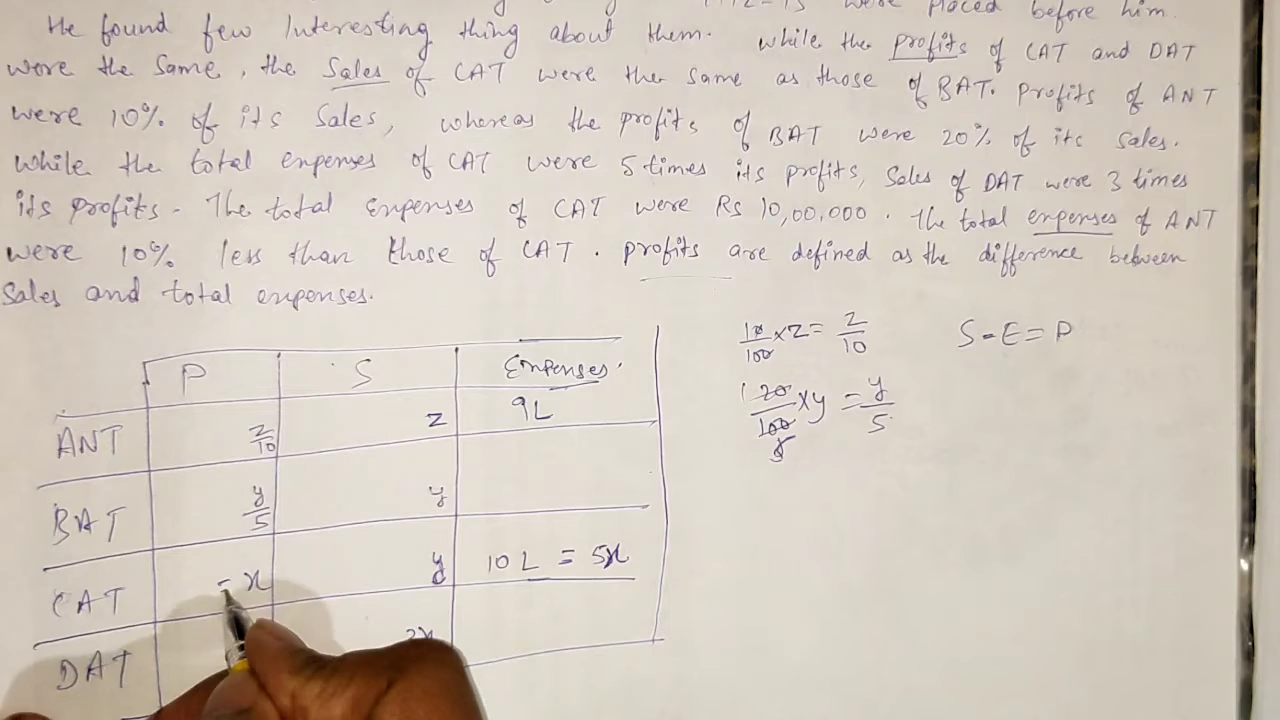 were placed before him.
He found few Interesting thing about them. while the profits of CAT and DAT
were the same, the Sales of CAT were the same as those of BAT. profits of ANT
were 10% of its Sales, whereas the profits of BAT were 20% of its sales.
While the total expenses of CAT were 5 times its profits, Sales of DAT were 3 times
its profits. The total Expenses of CAT were Rs 10,00,000. The total expenses of ANT
were 10% less than those of CAT. profits are defined as the difference between
Sales and total expenses.
10/100 x z = z/10 S-E=P
1 20/100 5 x y = y/5
P S Expenses.
ANT z/10 z 9L
BAT y/5 y
CAT = x y 10 L = 5x
DAT